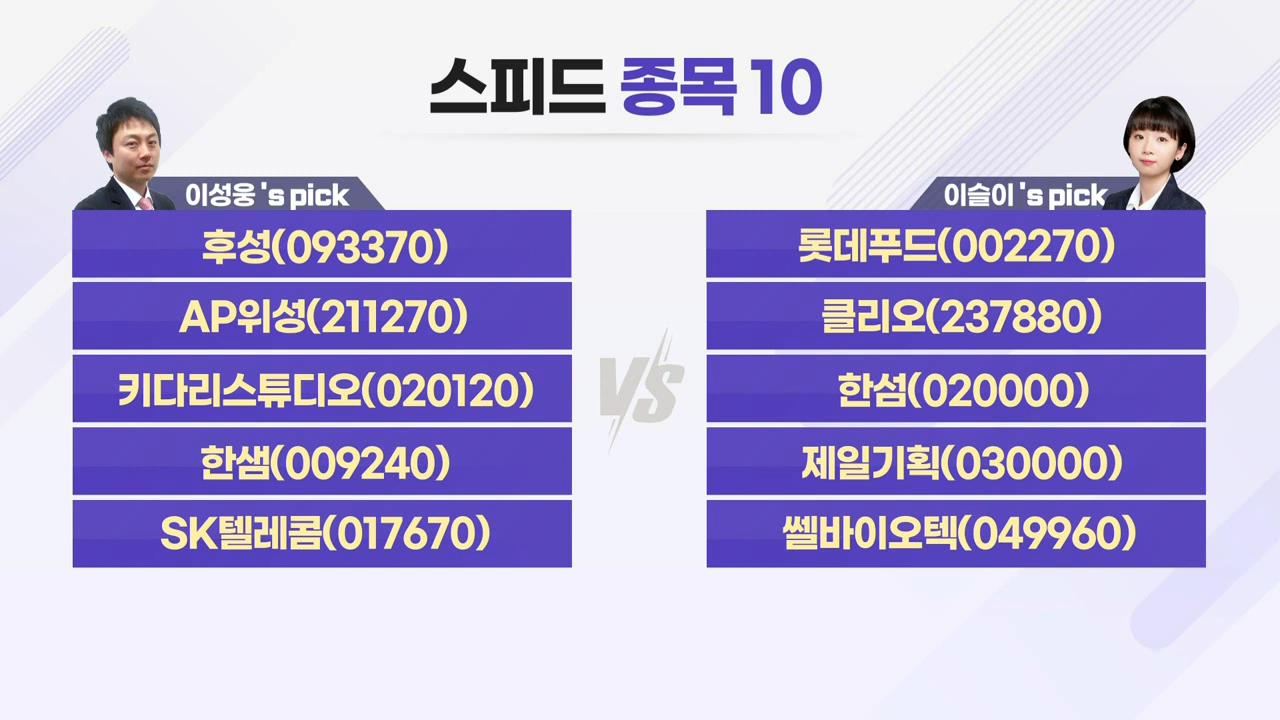 스피드 종목 10
이성웅 's pick
후성(093370)
AP위성(211270)
키다리스튜디오(020120)
한샘(009240)
SK텔레콤(017670)
VS
이슬이 's pick
롯데푸드(002270)
클리오(237880)
한섬(020000)
제일기획(030000)
쎌바이오텍(049960)